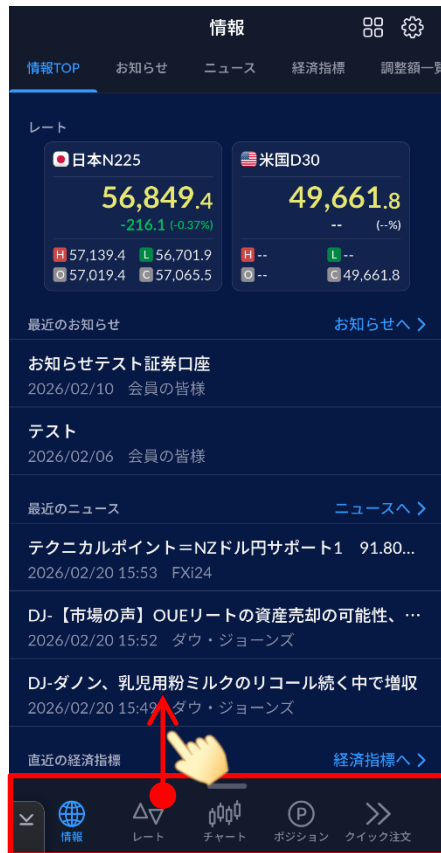 情報
情報TOP お知らせ ニュース 経済指標 調整額一覧
レート
日本N225 米国D30
56,849.4 49,661.8
-216.1 (-0.37%) -- (--%)
H 57,139.4 L 56,701.9 H -- L --
O 57,019.4 C 57,065.5 O -- C 49,661.8
最近のお知らせ お知らせへ
お知らせテスト証券口座
2026/02/10 会員の皆様
テスト
2026/02/06 会員の皆様
最近のニュース ニュースへ
テクニカルポイント=NZドル円サポート1 91.80...
2026/02/20 15:53 FXi24
DJ-【市場の声】OUEリートの資産売却の可能性、…
2026/02/20 15:52 ダウ・ジョーンズ
DJ-ダノン、乳児用粉ミルクのリコール続く中で増収
2026/02/20 15:49 ダウ・ジョーンズ
直近の経済指標 経済指標へ
情報 レート チャート P ポジション クイック注文